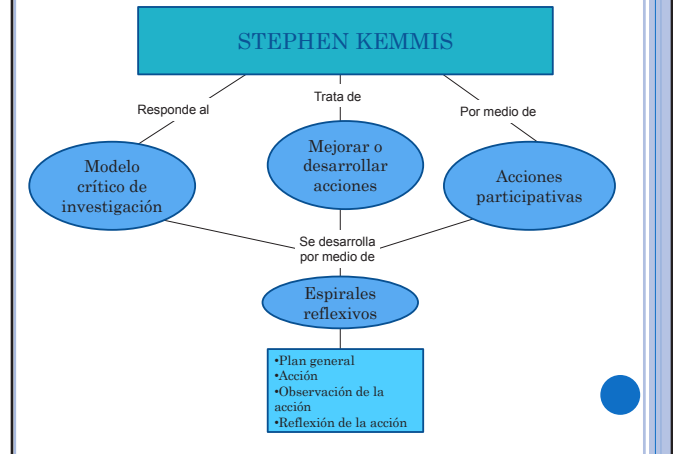 STEPHEN KEMMIS
Responde al
Trata de
Por medio de
Modelo
crítico de
investigación
Mejorar o
desarrollar
acciones
Acciones
participativas
Se desarrolla
por medio de
Espirales
reflexivos
•Plan general
•Acción
•Observación de la
acción
•Reflexión de la acción